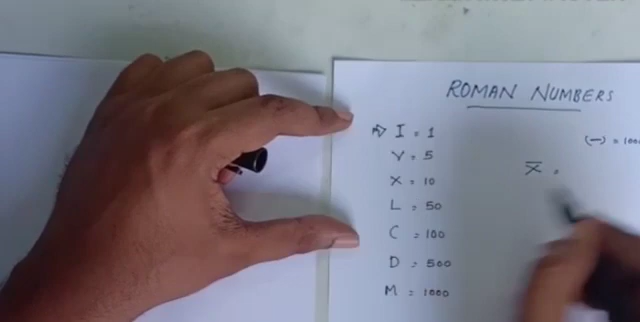 ROMAN NUMBERS
I = 1
V = 5
X = 10
L = 50
C = 100
D = 500
M = 1000
(—) = 100
X̅ =